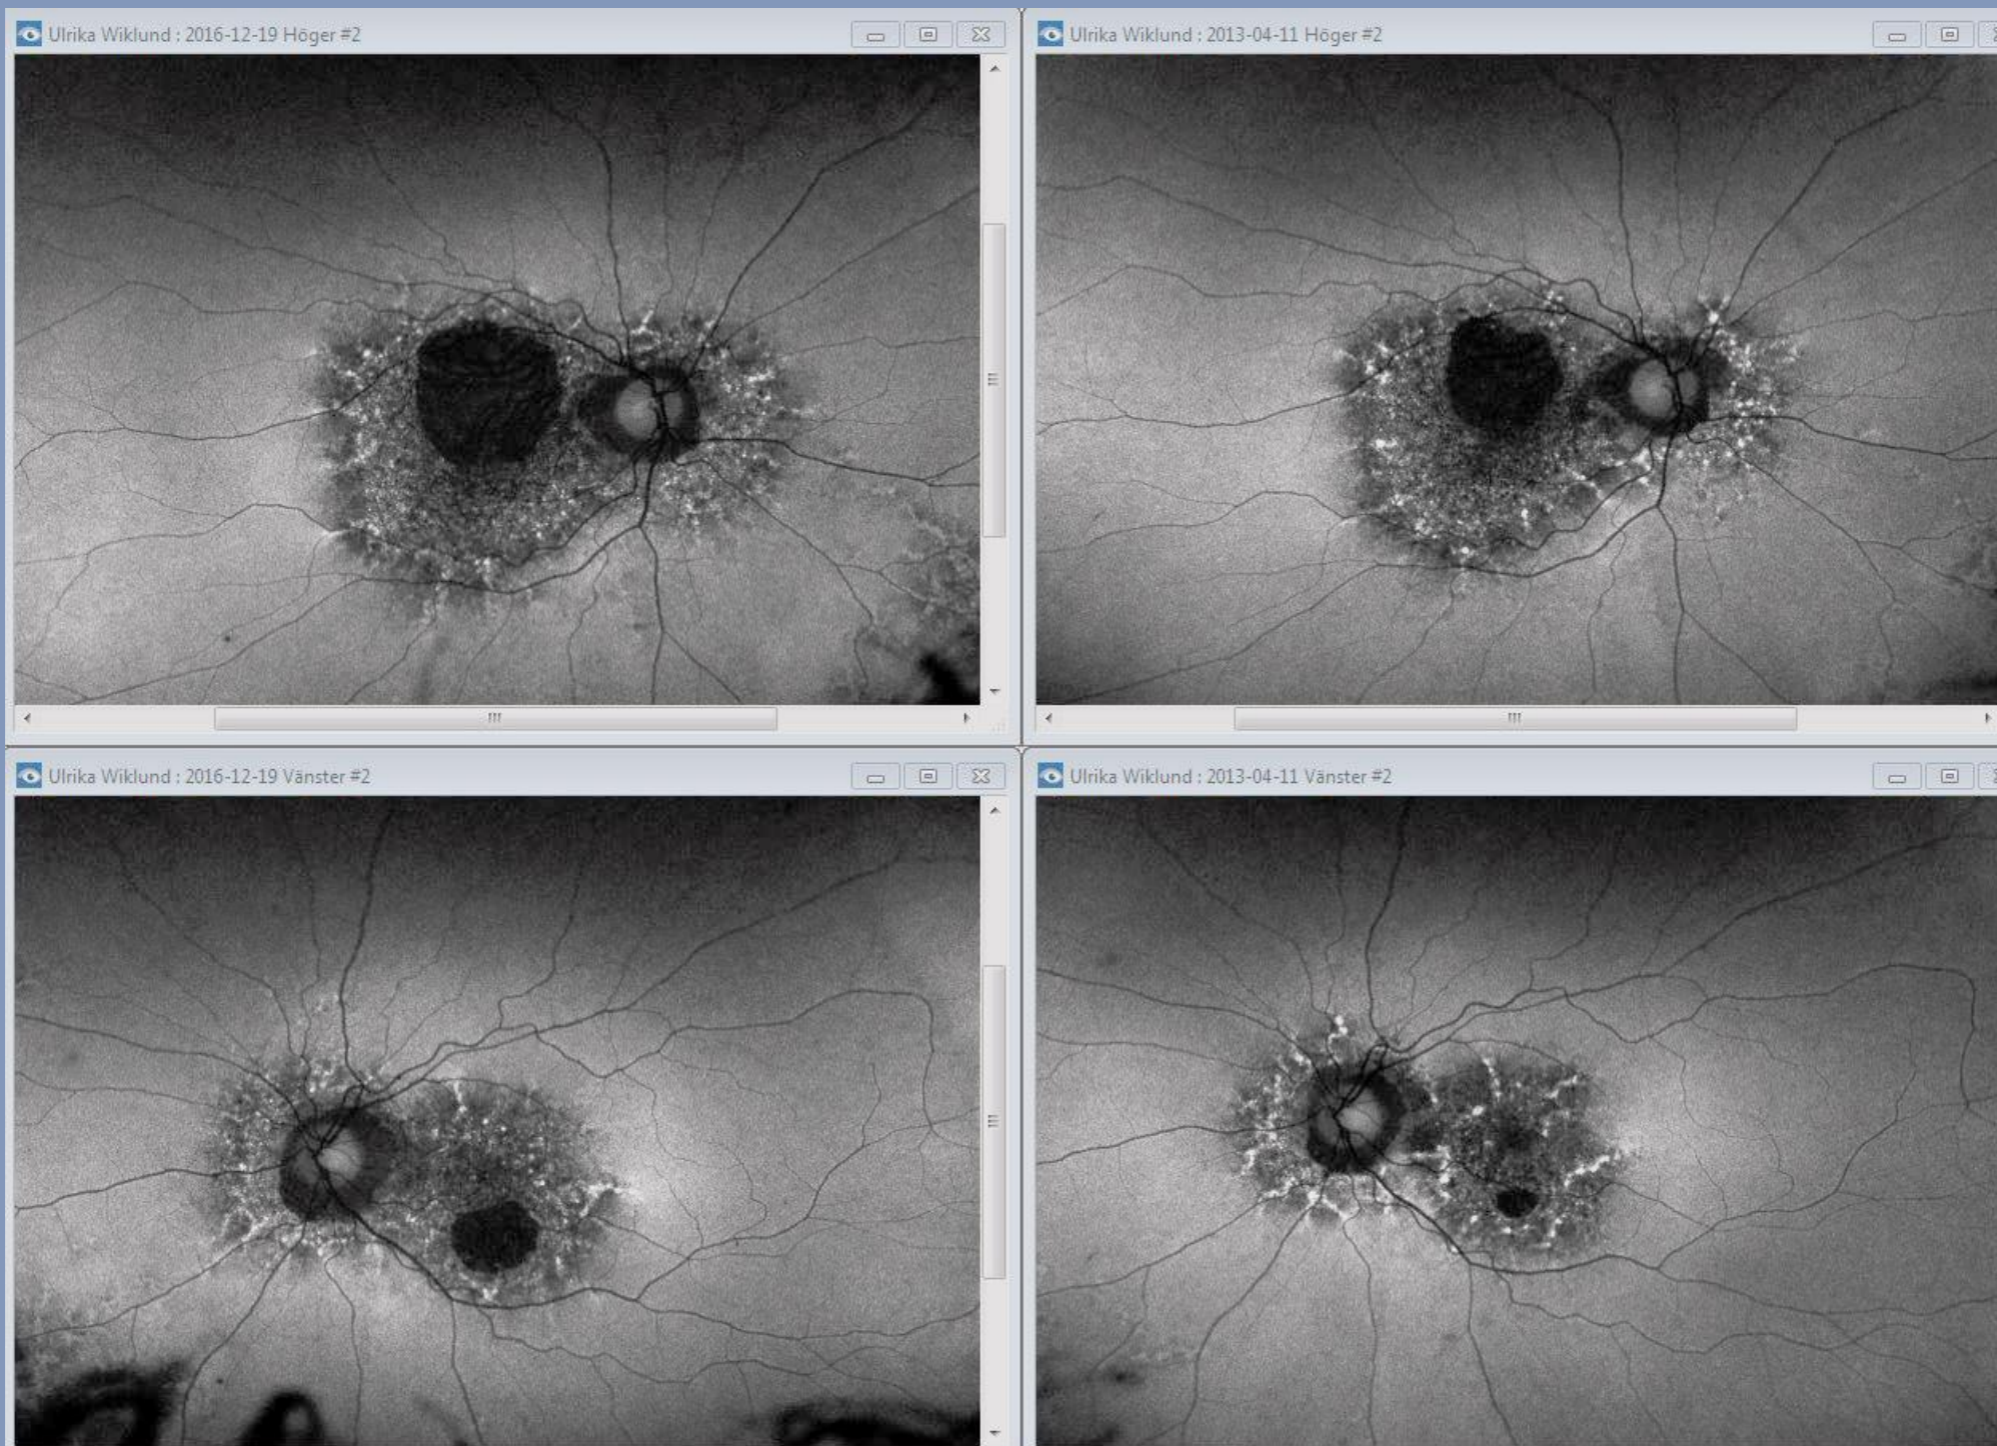 Ulrika Wiklund : 2016-12-19 Höger #2
Ulrika Wiklund : 2013-04-11 Höger #2
Ulrika Wiklund : 2016-12-19 Vänster #2
Ulrika Wiklund : 2013-04-11 Vänster #2